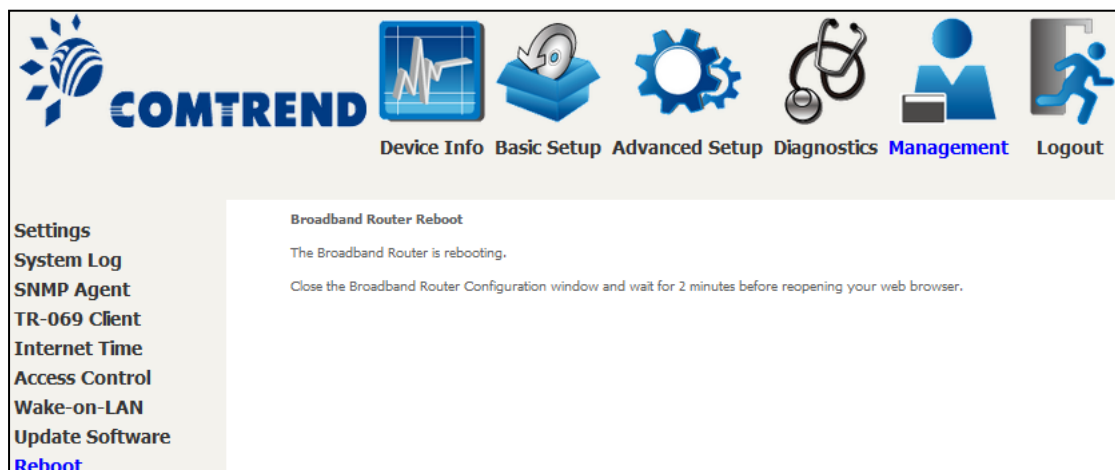 COMTREND
Device Info Basic Setup Advanced Setup Diagnostics Management Logout
Settings
System Log
SNMP Agent
TR-069 Client
Internet Time
Access Control
Wake-on-LAN
Update Software
Reboot
Broadband Router Reboot
The Broadband Router is rebooting.
Close the Broadband Router Configuration window and wait for 2 minutes before reopening your web browser.